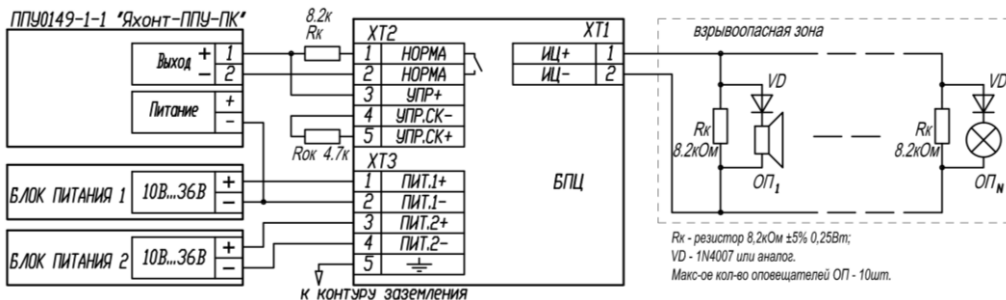 ППУ0149-1-1 "Яхонт-ППУ-ПК"
Выход + 1
− 2
Питание +
−
БЛОК ПИТАНИЯ 1 10В...36В +
−
БЛОК ПИТАНИЯ 2 10В...36В +
−
8.2к
Rк
Rок 4.7к
XT2
1 НОРМА
2 НОРМА
3 УПР+
4 УПР.СК-
5 УПР.СК+
XT3
1 ПИТ.1+
2 ПИТ.1-
3 ПИТ.2+
4 ПИТ.2-
5
к контуру заземления
БПЦ
XT1
ИЦ+ 1
ИЦ- 2
взрывоопасная зона
VD
Rк
8.2кОм
ОП1
VD
Rк
8.2кОм
ОПN
Rк - резистор 8,2кОм ±5% 0,25Вт;
VD - 1N4007 или аналог.
Макс-ое кол-во оповещателей ОП - 10шт.